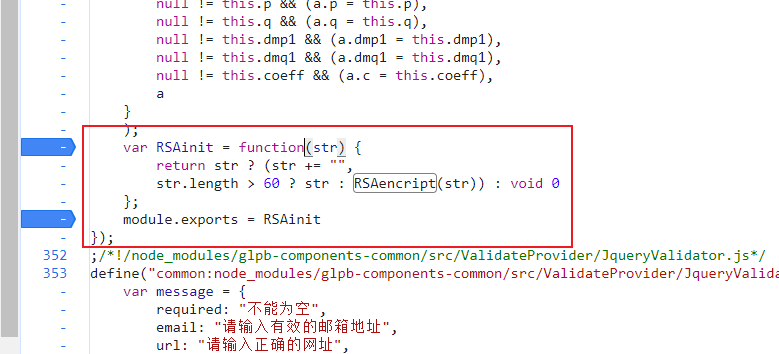 null != this.p && (a.p = this.p),
null != this.q && (a.q = this.q),
null != this.dmp1 && (a.dmp1 = this.dmp1),
null != this.dmq1 && (a.dmq1 = this.dmq1),
null != this.coeff && (a.c = this.coeff),
a
}
);
var RSAinit = function(str) {
return str ? (str += "",
str.length > 60 ? str : RSAencript(str)) : void 0
};
module.exports = RSAinit
});
352 ;/*!/node_modules/glpb-components-common/src/ValidateProvider/JqueryValidator.js*/
353 define("common:node_modules/glpb-components-common/src/ValidateProvider/JqueryValida
var message = {
required: "不能为空",
email: "请输入有效的邮箱地址",
url: "请输入正确的网址",